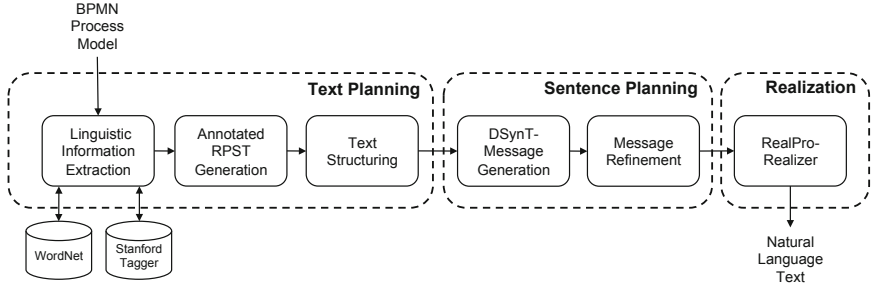 BPMN
Process
Model
Text Planning
Sentence Planning
Realization
Linguistic
Information
Extraction
Annotated
RPST
Generation
Text
Structuring
DSynT-
Message
Generation
Message
Refinement
RealPro-
Realizer
WordNet
Stanford
Tagger
Natural
Language
Text